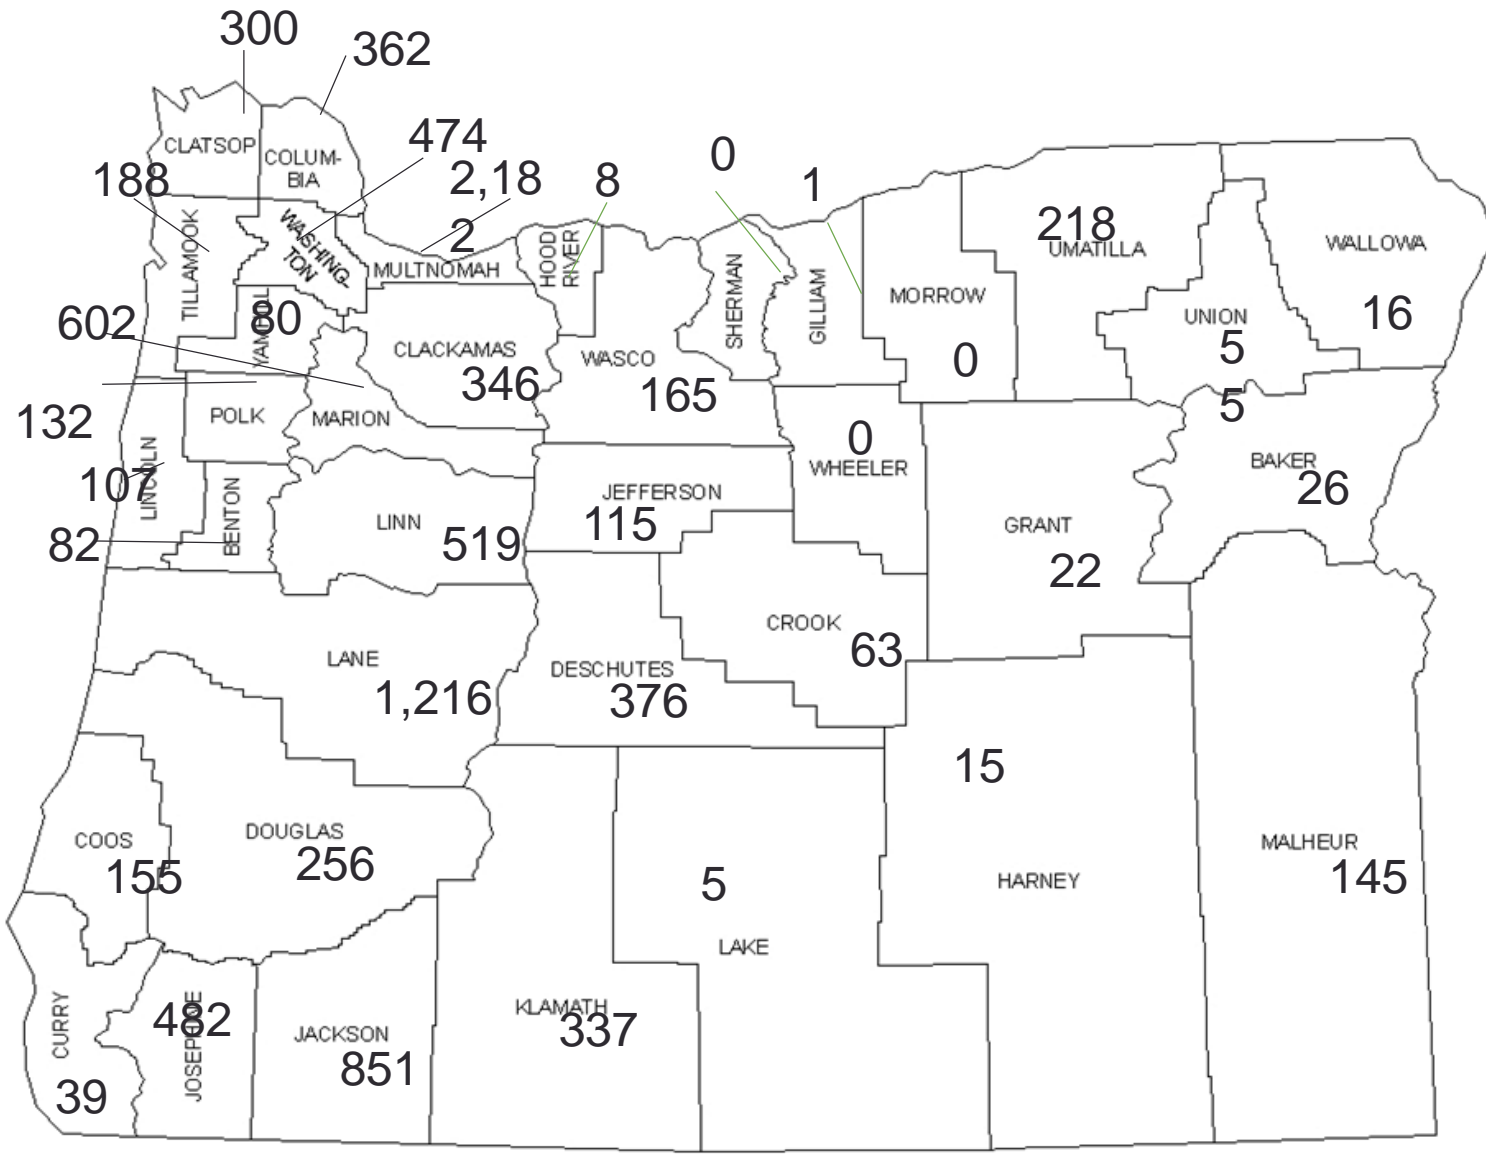 300
362
474
CLATSOP
COLUM-
BIA
188
2,18
2
8
0
1
TILLAMOOK
WASHING-
TON
MULTNOMAH
HOOD
RIVER
SHERMAN
GILLIAM
MORROW
0
218
UMATILLA
WALLOWA
16
UNION
5
5
602
80
YAMHILL
CLACKAMAS
346
WASCO
165
132
POLK
MARION
0
WHEELER
BAKER
26
LINCOLN
107
BENTON
82
LINN
519
JEFFERSON
115
GRANT
22
CROOK
63
LANE
1,216
DESCHUTES
376
15
COOS
155
DOUGLAS
256
5
LAKE
HARNEY
MALHEUR
145
CURRY
39
482
JOSEPHINE
JACKSON
851
KLAMATH
337